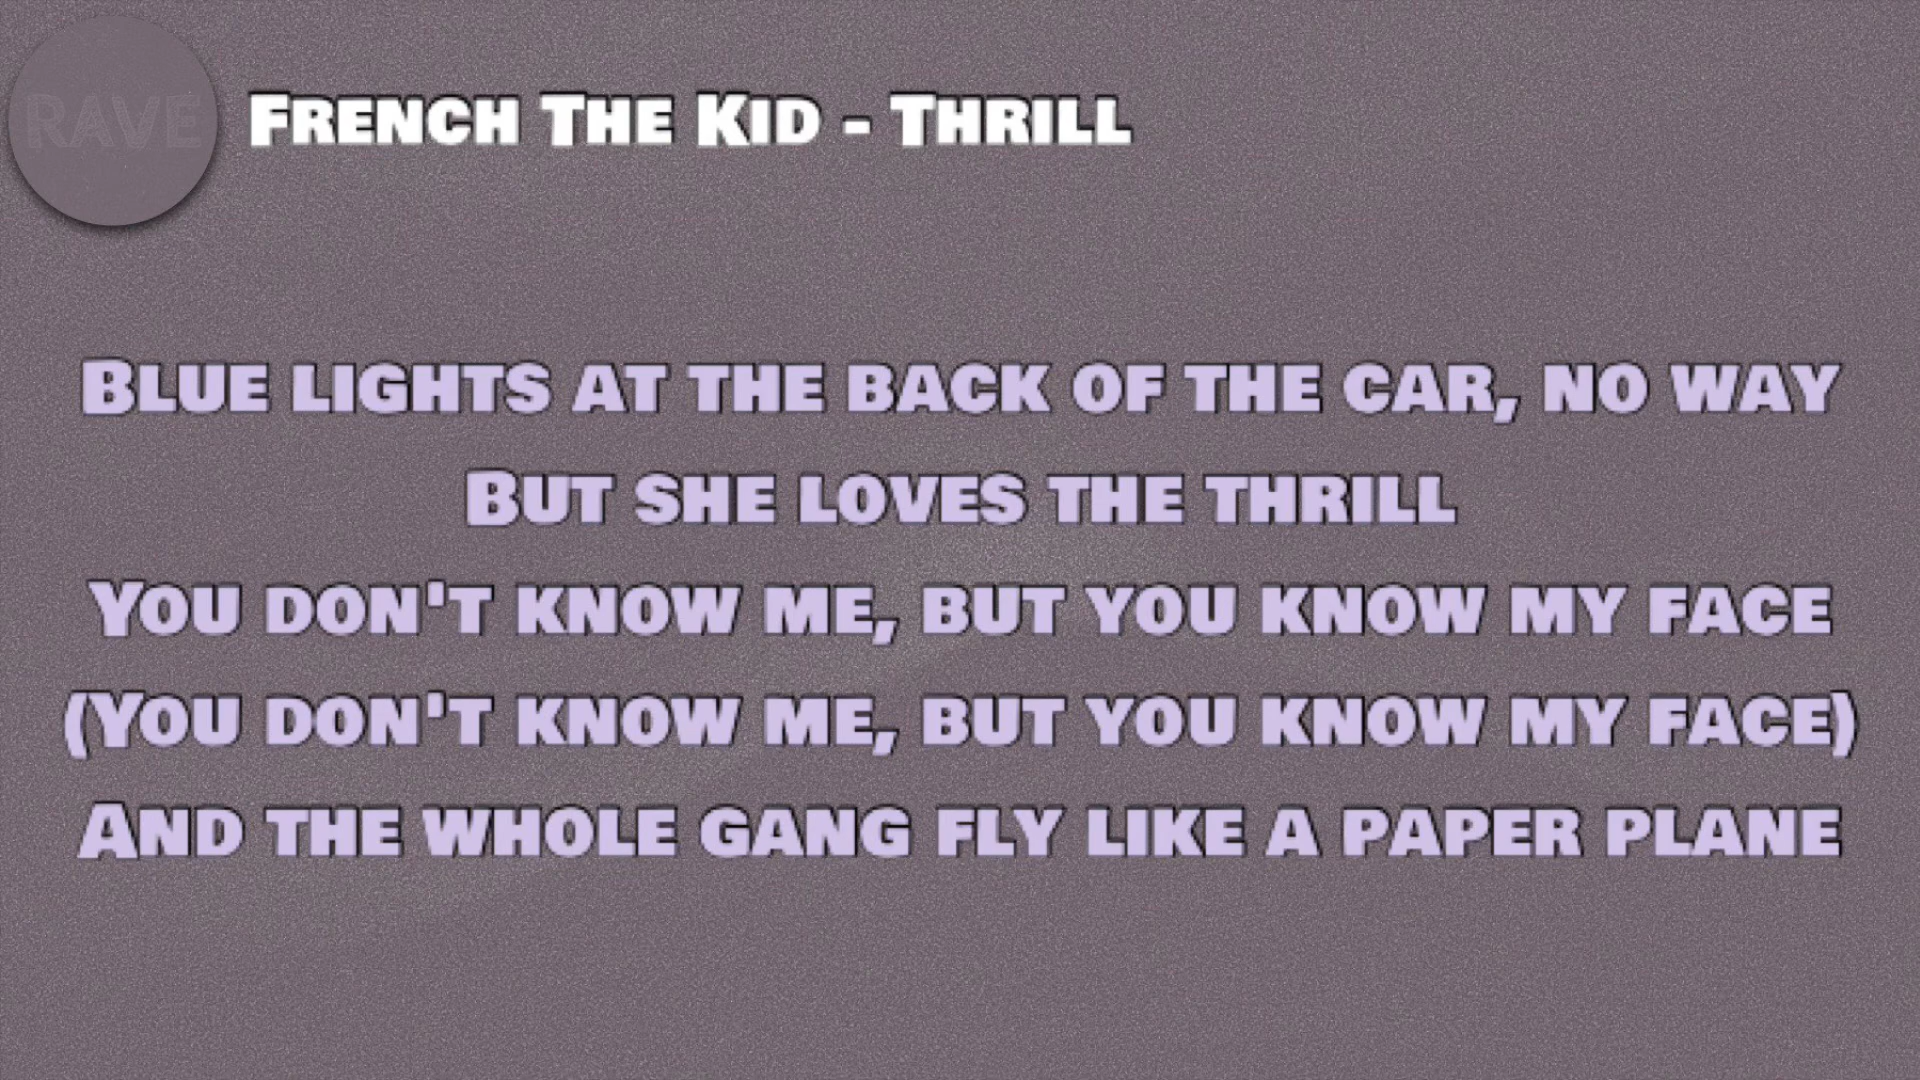 RAVE
French The Kid - Thrill
Blue lights at the back of the car, no way
But she loves the thrill
You don't know me, but you know my face
(You don't know me, but you know my face)
And the whole gang fly like a paper plane